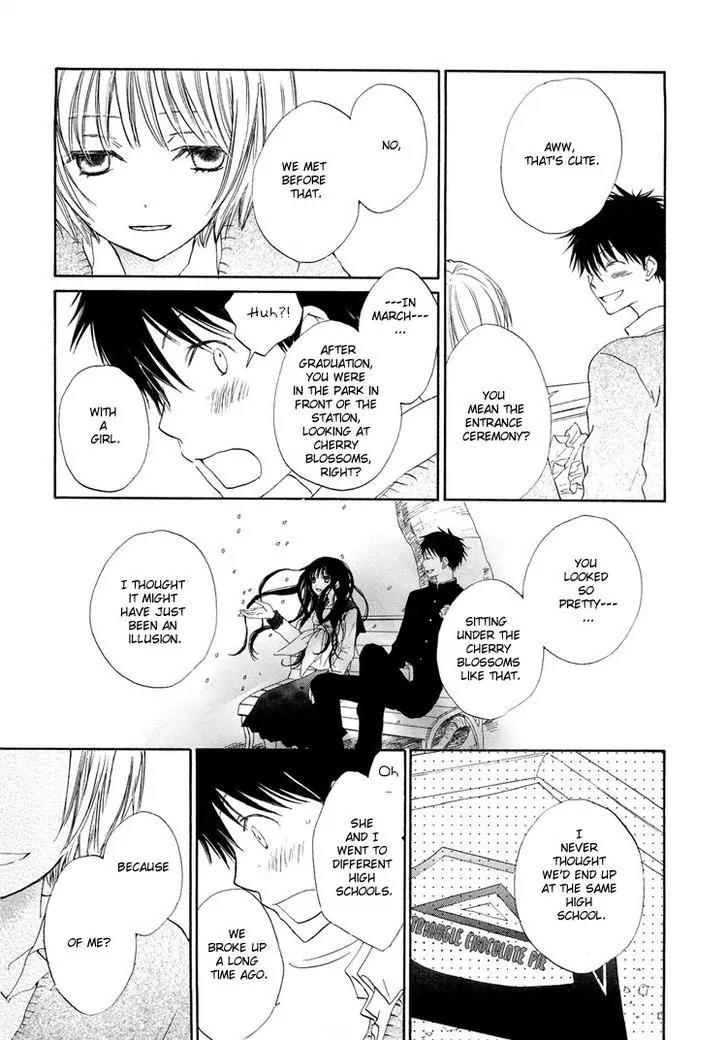 AWW,
THAT'S CUTE.
YOU
MEAN THE
ENTRANCE
CEREMONY?
NO,
WE MET
BEFORE
THAT.
---IN
MARCH---
...
AFTER
GRADUATION,
YOU WERE
IN THE PARK IN
FRONT OF THE
STATION,
LOOKING AT
CHERRY
BLOSSOMS,
RIGHT?
Huh?!
WITH
A
GIRL.
YOU
LOOKED
SO
PRETTY---
...
SITTING
UNDER THE
CHERRY
BLOSSOMS
LIKE THAT.
I THOUGHT
IT MIGHT
HAVE JUST
BEEN AN
ILLUSION.
I
NEVER
THOUGHT
WE'D END UP
AT THE SAME
HIGH
SCHOOL.
TRIANGLE CHOCOLATE PIE
Oh
SHE
AND I
WENT TO
DIFFERENT
HIGH
SCHOOLS.
WE
BROKE UP
A LONG
TIME AGO.
BECAUSE
OF ME?